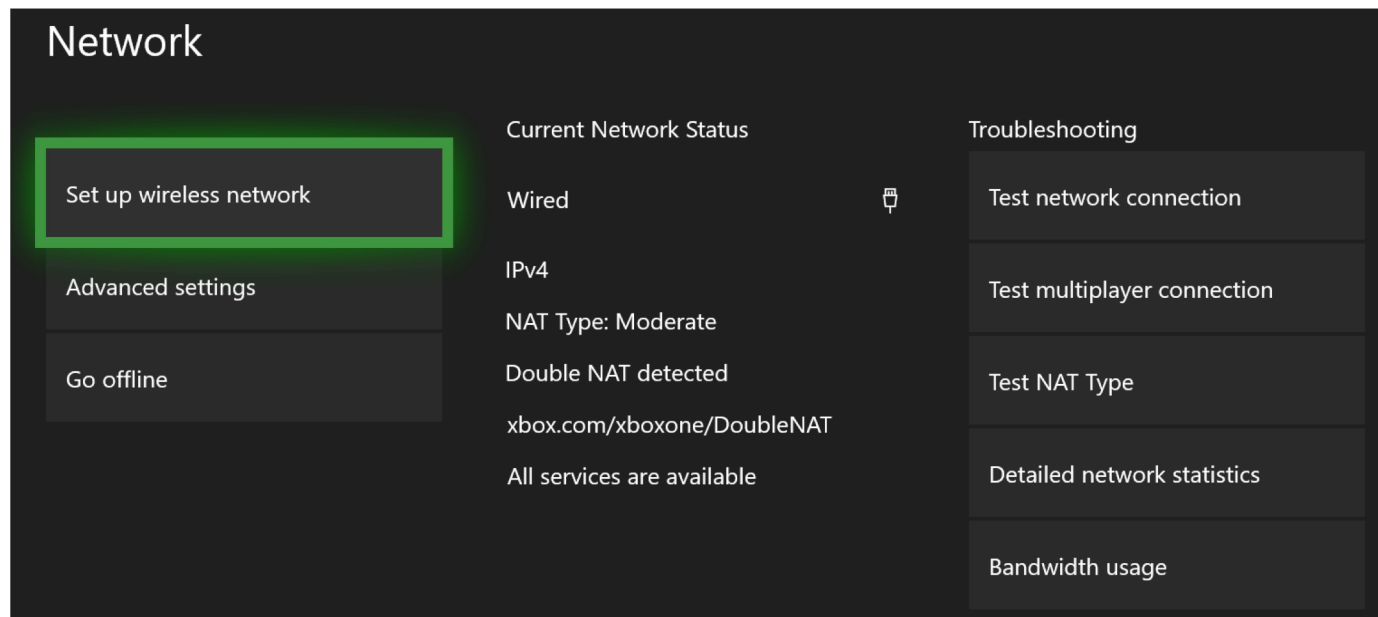 Network
Set up wireless network
Advanced settings
Go offline
Current Network Status
Wired
IPv4
NAT Type: Moderate
Double NAT detected
xbox.com/xboxone/DoubleNAT
All services are available
Troubleshooting
Test network connection
Test multiplayer connection
Test NAT Type
Detailed network statistics
Bandwidth usage